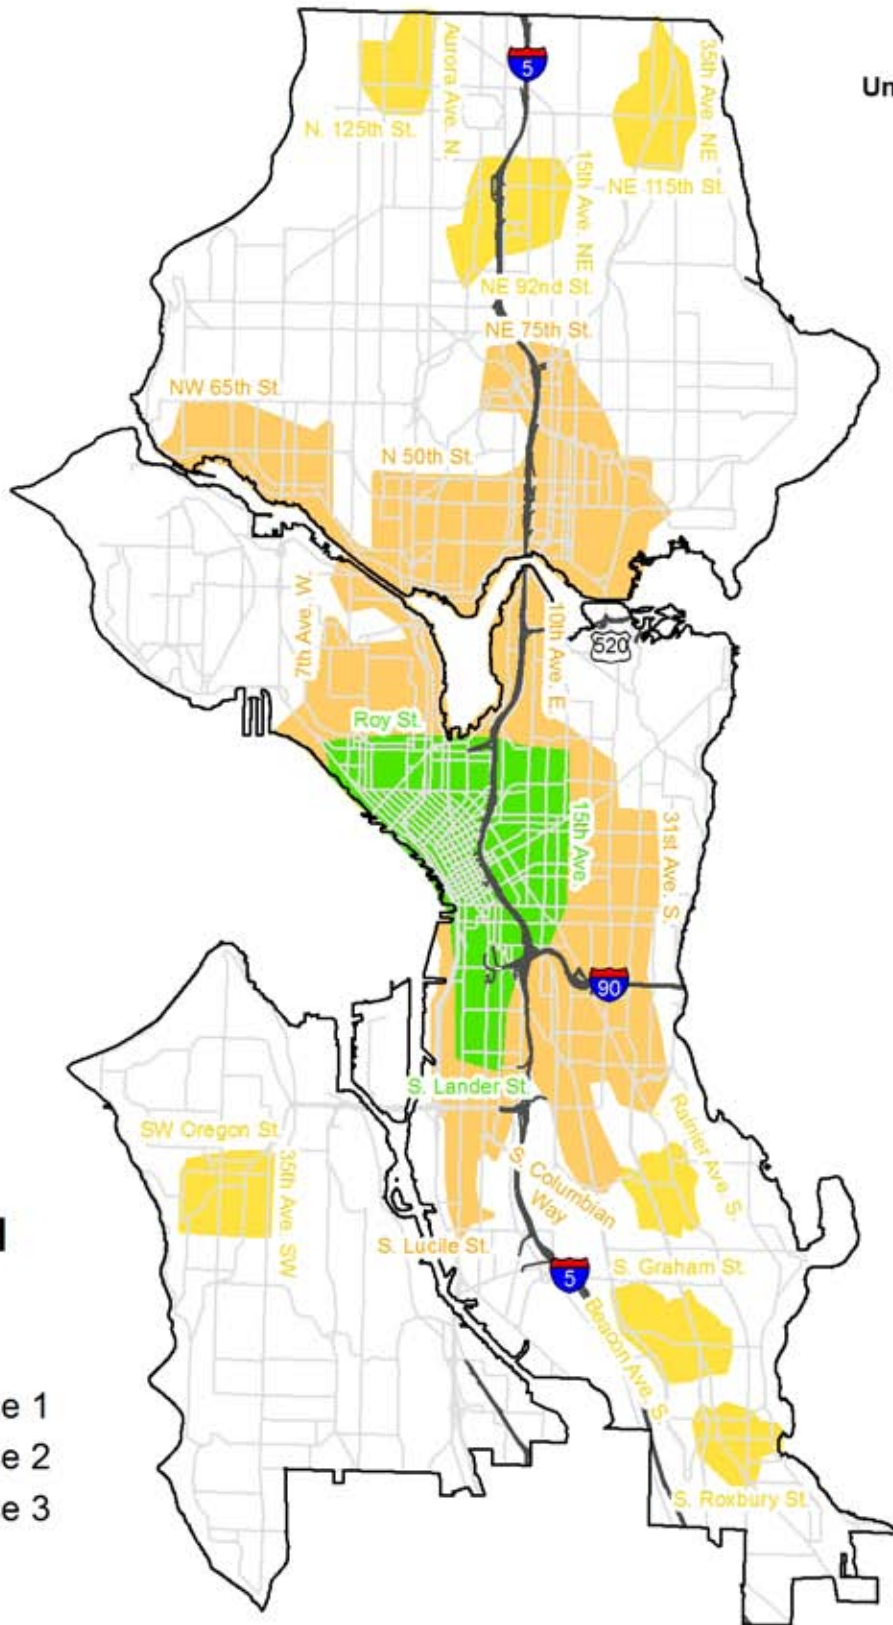 Aurora Ave. N.
5
35th Ave. NE
Un
N. 125th St.
15th Ave. NE
NE 115th St.
NE 92nd St.
NE 75th St.
NW 65th St.
N 50th St.
7th Ave. W.
10th Ave. E
520
Roy St.
15th Ave.
31st Ave. S.
90
S. Lander St.
Rainier Ave. S.
SW Oregon St.
35th Ave. SW
S. Columbian
Way
S. Lucile St.
S. Graham St.
5
Beacon Ave. S.
e 1
e 2
e 3
S. Roxbury St.